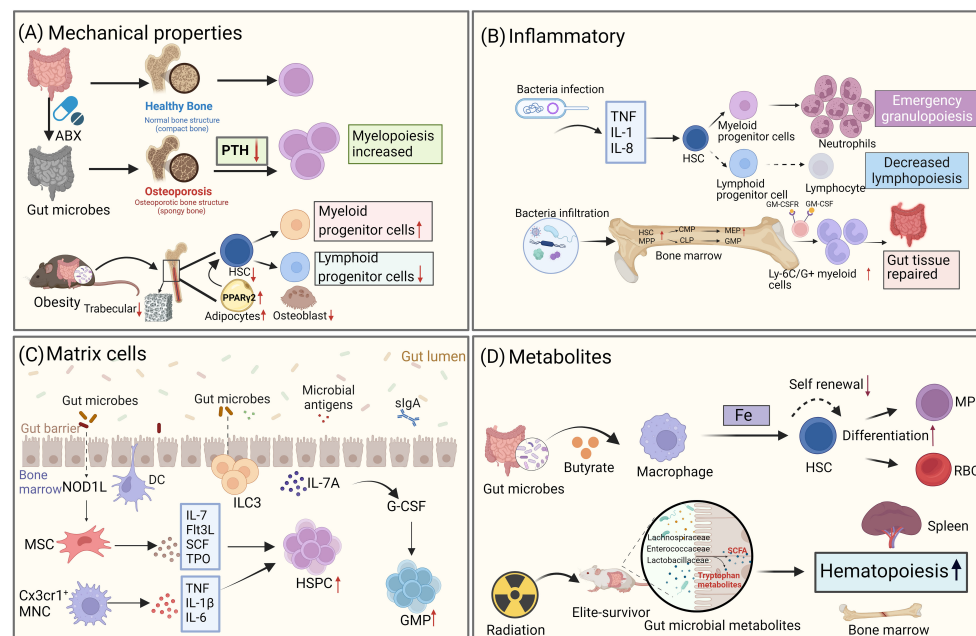 (A) Mechanical properties
Healthy Bone
Normal bone structure
(compact bone)
ABX
PTH
Myelopoiesis
increased
Osteoporosis
Osteoporotic bone structure
(spongy bone)
Gut microbes
Myeloid
progenitor cells
HSC
Lymphoid
progenitor cells
Obesity
Trabecular
PPARγ2
Adipocytes
Osteoblast
(B) Inflammatory
Bacteria infection
TNF
IL-1
IL-8
HSC
Myeloid
progenitor cells
Neutrophils
Emergency
granulopoiesis
Lymphoid
progenitor cell
Lymphocyte
Decreased
lymphopoiesis
Bacteria infiltration
HSC
MPP
CMP
CLP
MEP
GMP
Bone marrow
GM-CSFR
GM-CSF
Ly-6C/G+ myeloid
cells
Gut tissue
repaired
(C) Matrix cells
Gut lumen
Gut microbes
Gut microbes
Microbial
antigens
sIgA
Gut barrier
Bone
marrow
NOD1L
DC
ILC3
IL-7A
G-CSF
MSC
IL-7
Flt3L
SCF
TPO
HSPC
Cx3cr1+
MNC
TNF
IL-1β
IL-6
GMP
(D) Metabolites
Gut microbes
Butyrate
Macrophage
Fe
Self renewal
HSC
Differentiation
MP
RBC
Spleen
Radiation
Elite-survivor
Lachnospiraceae
Enterococcaceae
Lactobacillaceae
SCFA
Tryptophan
metabolites
Gut microbial metabolites
Hematopoiesis
Bone marrow